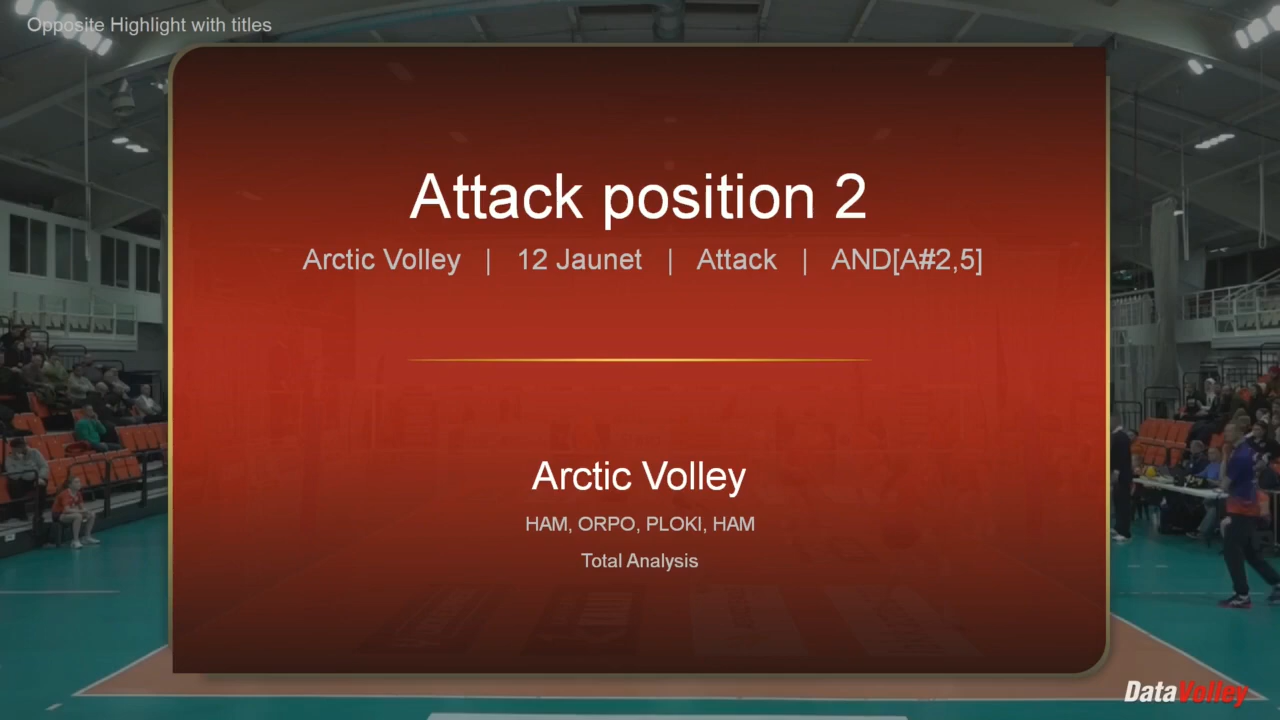 Opposite Highlight with titles
Attack position 2
Arctic Volley | 12 Jaunet | Attack | AND[A#2,5]
Arctic Volley
HAM, ORPO, PLOKI, HAM
Total Analysis
DataVolley